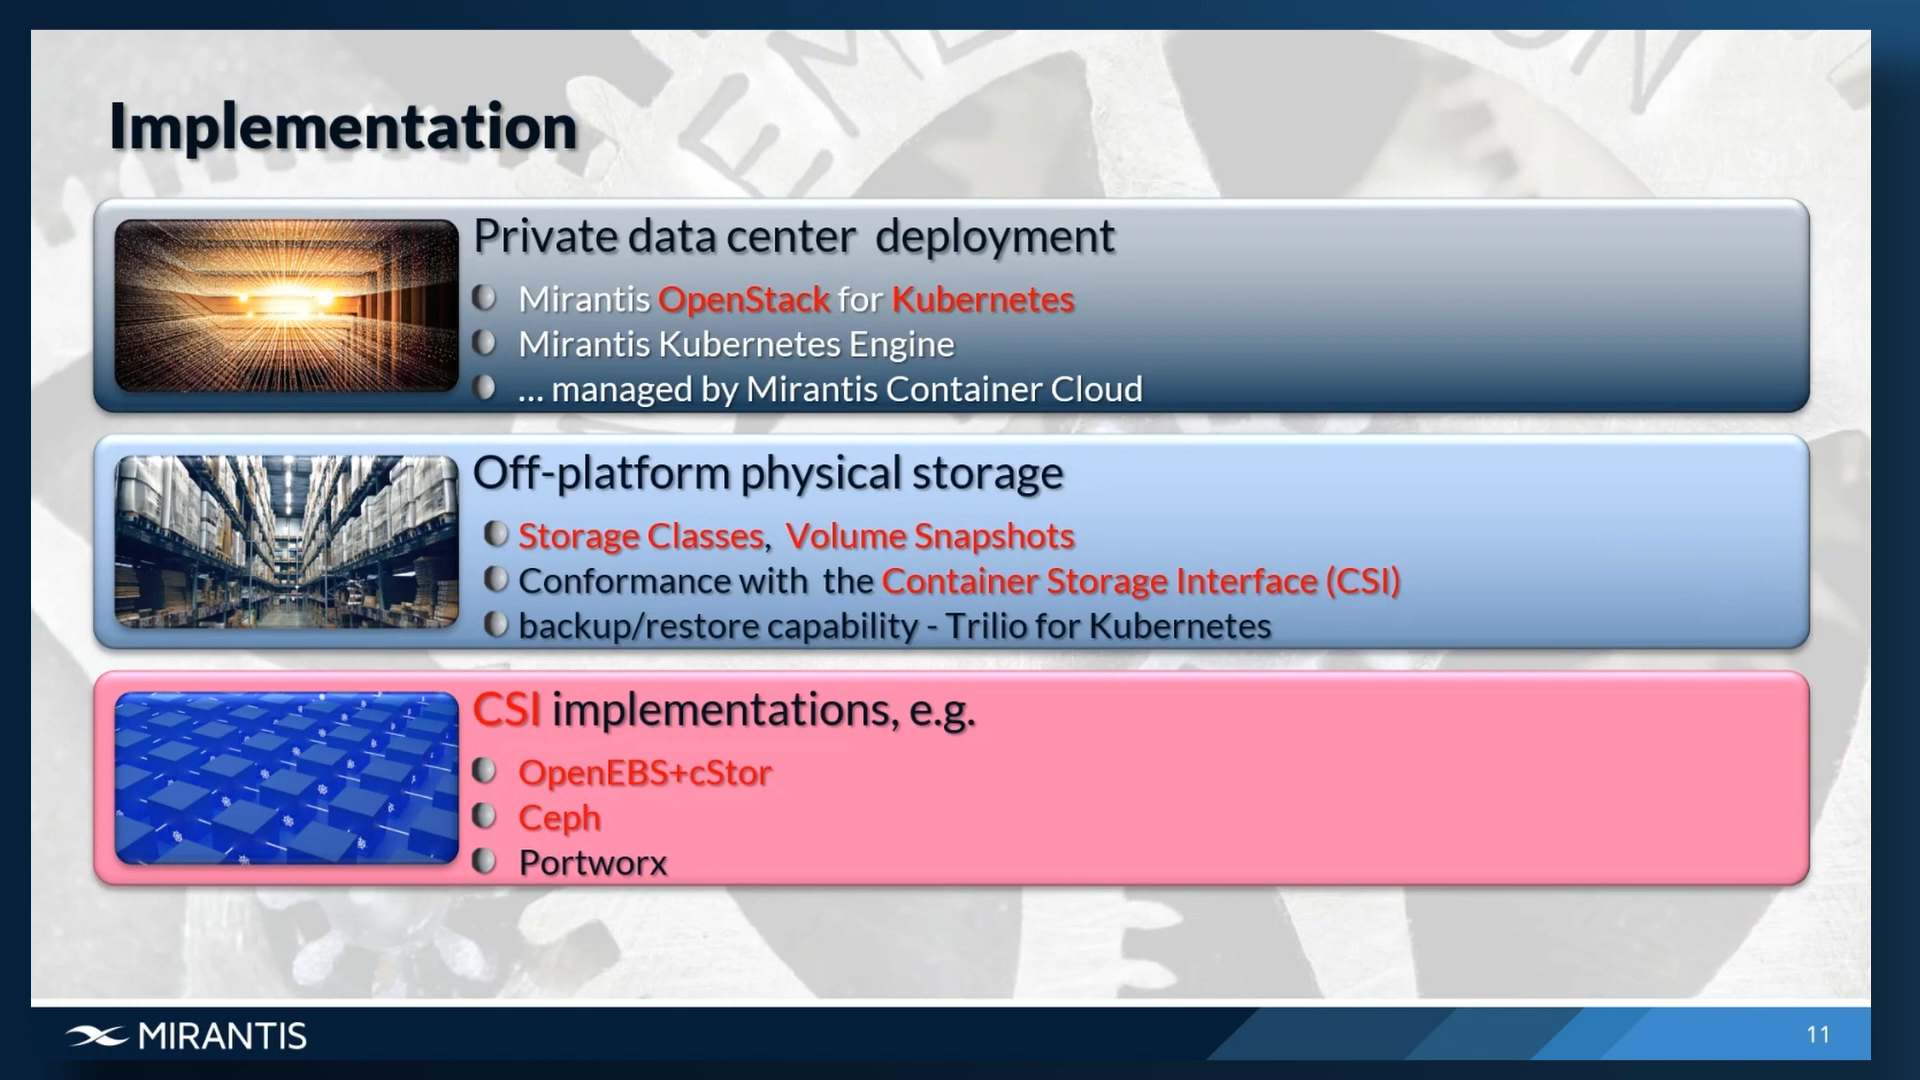 Implementation
Private data center deployment
Mirantis OpenStack for Kubernetes
Mirantis Kubernetes Engine
... managed by Mirantis Container Cloud
Off-platform physical storage
Storage Classes, Volume Snapshots
Conformance with the Container Storage Interface (CSI)
backup/restore capability - Trilio for Kubernetes
CSI implementations, e.g.
OpenEBS+cStor
Ceph
Portworx
MIRANTIS
11